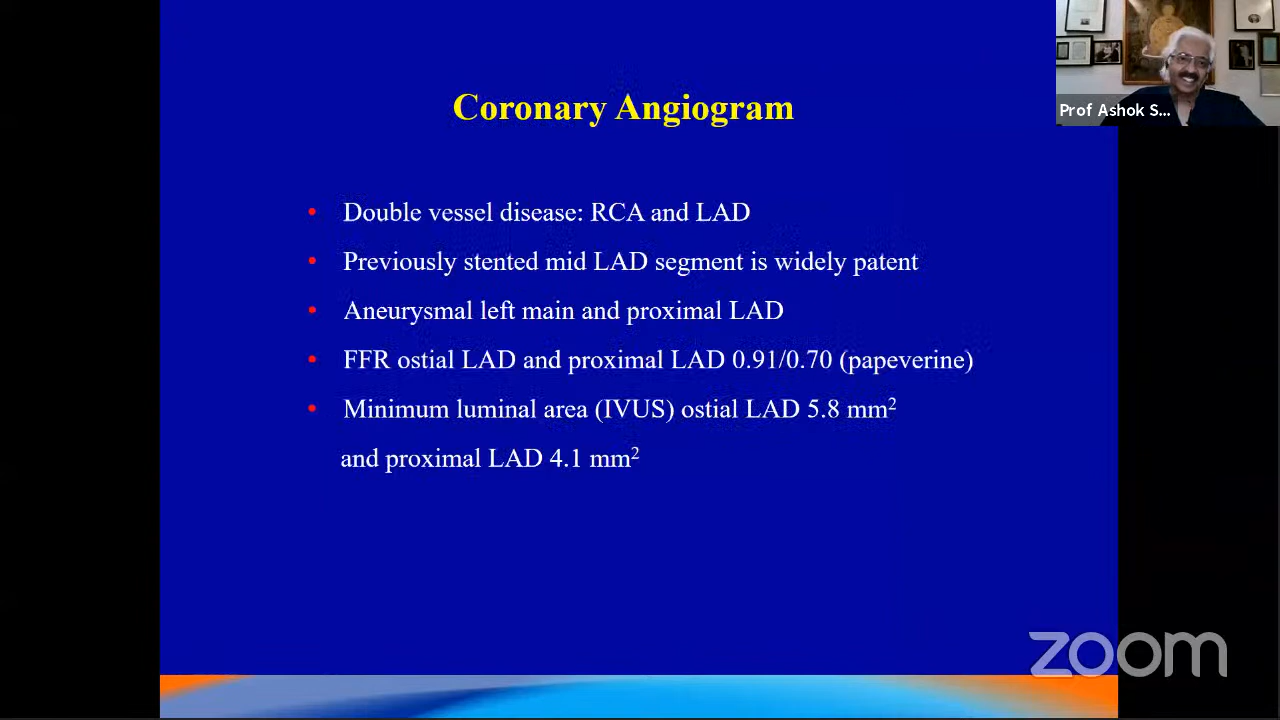 Coronary Angiogram
Prof Ashok S...
• Double vessel disease: RCA and LAD
• Previously stented mid LAD segment is widely patent
• Aneurysmal left main and proximal LAD
• FFR ostial LAD and proximal LAD 0.91/0.70 (papeverine)
• Minimum luminal area (IVUS) ostial LAD 5.8 mm²
and proximal LAD 4.1 mm²
zoom